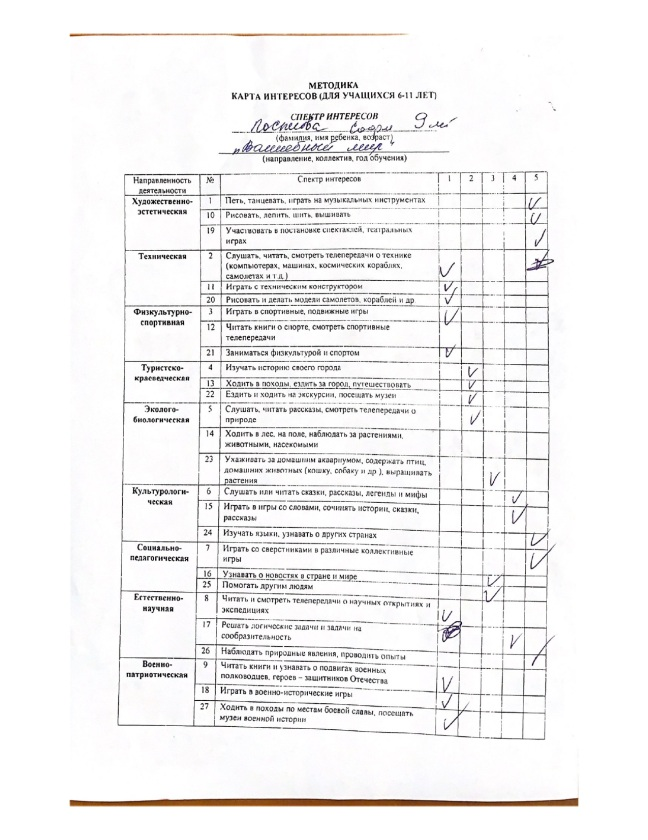 МЕТОДИКА
КАРТА ИНТЕРЕСОВ (ДЛЯ УЧАЩИХСЯ 6-11 ЛЕТ)
СПЕКТР ИНТЕРЕСОВ
9 лет
(фамилия, имя ребенка, возраст)
"Волшебный мир"
(направление, коллектив, год обучения)
Направленность деятельности № Спектр интересов 1 2 3 4 5
Художественно-эстетическая 1 Петь, танцевать, играть на музыкальных инструментах
10 Рисовать, лепить, шить, вышивать
19 Участвовать в постановке спектаклей, театральных
играх
Техническая 2 Слушать, читать, смотреть телепередачи о технике
(компьютерах, машинах, космических кораблях,
самолетах и т.д.)
11 Играть с техническим конструктором
20 Рисовать и делать модели самолетов, кораблей и др
Физкультурно-спортивная 3 Играть в спортивные, подвижные игры
12 Читать книги о спорте, смотреть спортивные
телепередачи
21 Заниматься физкультурой и спортом
Туристско-краеведческая 4 Изучать историю своего города
13 Ходить в походы, ездить за город, путешествовать
22 Ездить и ходить на экскурсии, посещать музеи
Эколого-биологическая 5 Слушать, читать рассказы, смотреть телепередачи о
природе
14 Ходить в лес, на поле, наблюдать за растениями,
животными, насекомыми
23 Ухаживать за домашним аквариумом, содержать птиц,
домашних животных (кошку, собаку и др.), выращивать
растения
Культурологи-ческая 6 Слушать или читать сказки, рассказы, легенды и мифы
15 Играть в игры со словами, сочинять истории, сказки,
рассказы
24 Изучать языки, узнавать о других странах
Социально-педагогическая 7 Играть со сверстниками в различные коллективные
игры
16 Узнавать о новостях в стране и мире
25 Помогать другим людям
Естественно-научная 8 Читать и смотреть телепередачи о научных открытиях и
экспедициях
17 Решать логические задачи и задачи на
сообразительность
26 Наблюдать природные явления, проводить опыты
Военно-патриотическая 9 Читать книги и узнавать о подвигах военных
полководцев, героев – защитников Отечества
18 Играть в военно-исторические игры
27 Ходить в походы по местам боевой славы, посещать
музеи военной истории